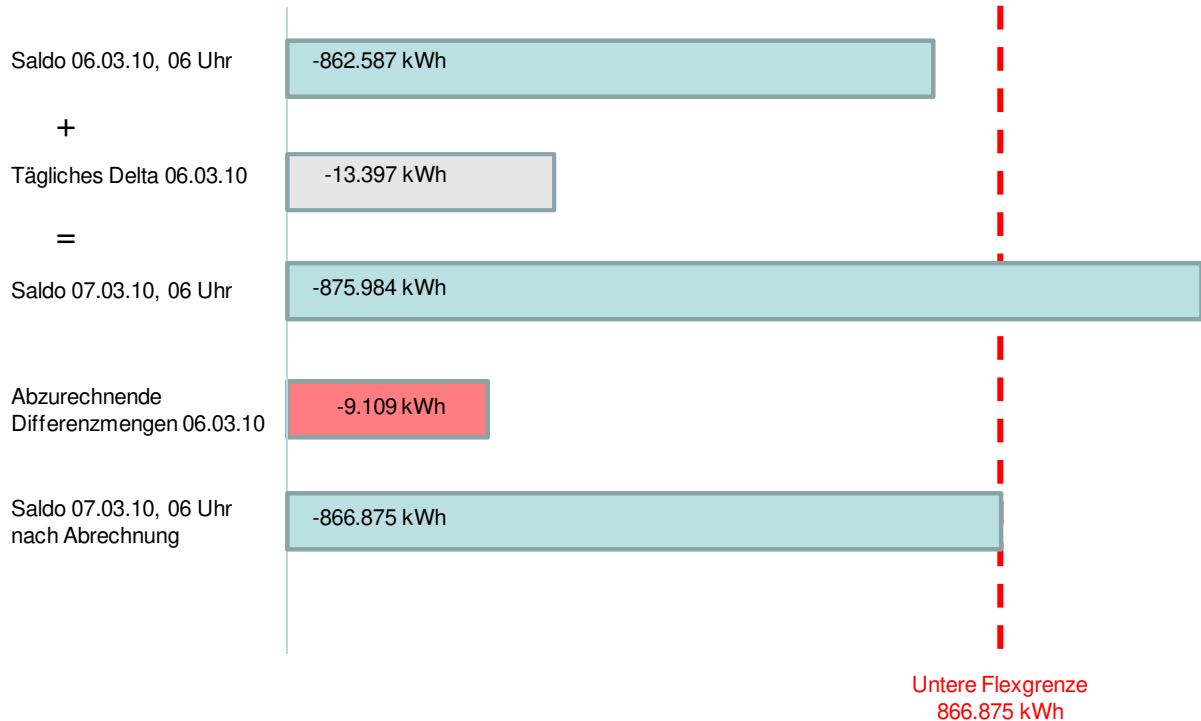 Saldo 06.03.10, 06 Uhr
-862.587 kWh
+
Tägliches Delta 06.03.10
-13.397 kWh
=
Saldo 07.03.10, 06 Uhr
-875.984 kWh
Abzurechnende
Differenzmengen 06.03.10
-9.109 kWh
Saldo 07.03.10, 06 Uhr
nach Abrechnung
-866.875 kWh
Untere Flexgrenze
866.875 kWh